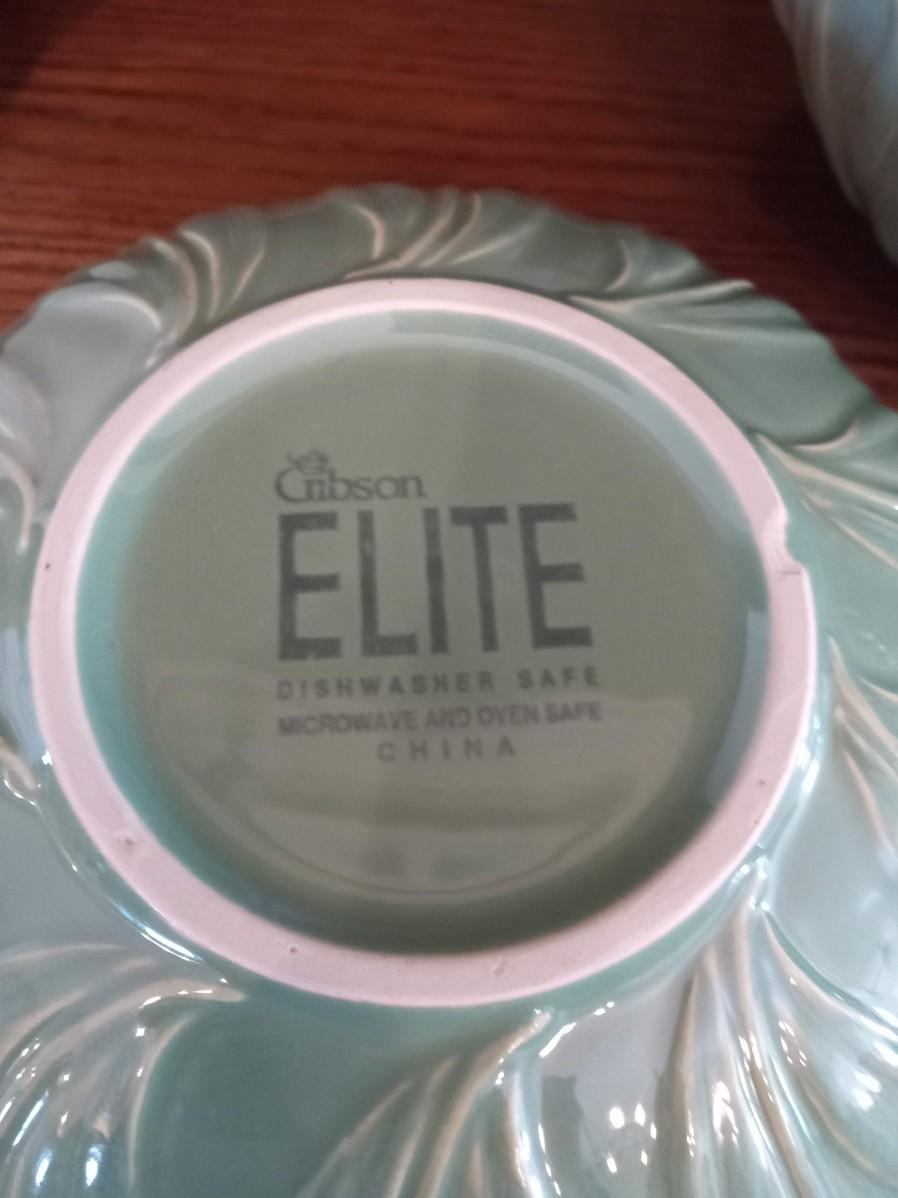 Gibson
ELITE
DISHWASHER SAFE
MICROWAVE AND OVEN SAFE
CHINA